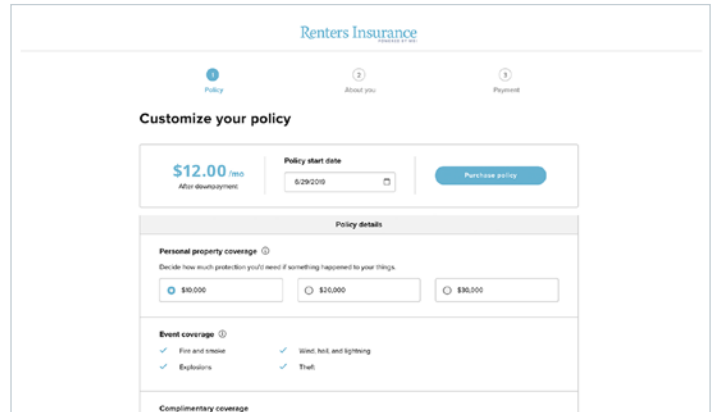 Renters Insurance
POWERED BY MRI
1 2 3
Policy About you Payment
Customize your policy
$12.00 /mo
After downpayment
Policy start date
6/29/2019
Purchase policy
Policy details
Personal property coverage
Decide how much protection you'd need if something happened to your things.
$10,000 $20,000 $30,000
Event coverage
Fire and smoke Wind, hail, and lightning
Explosions Theft
Complimentary coverage